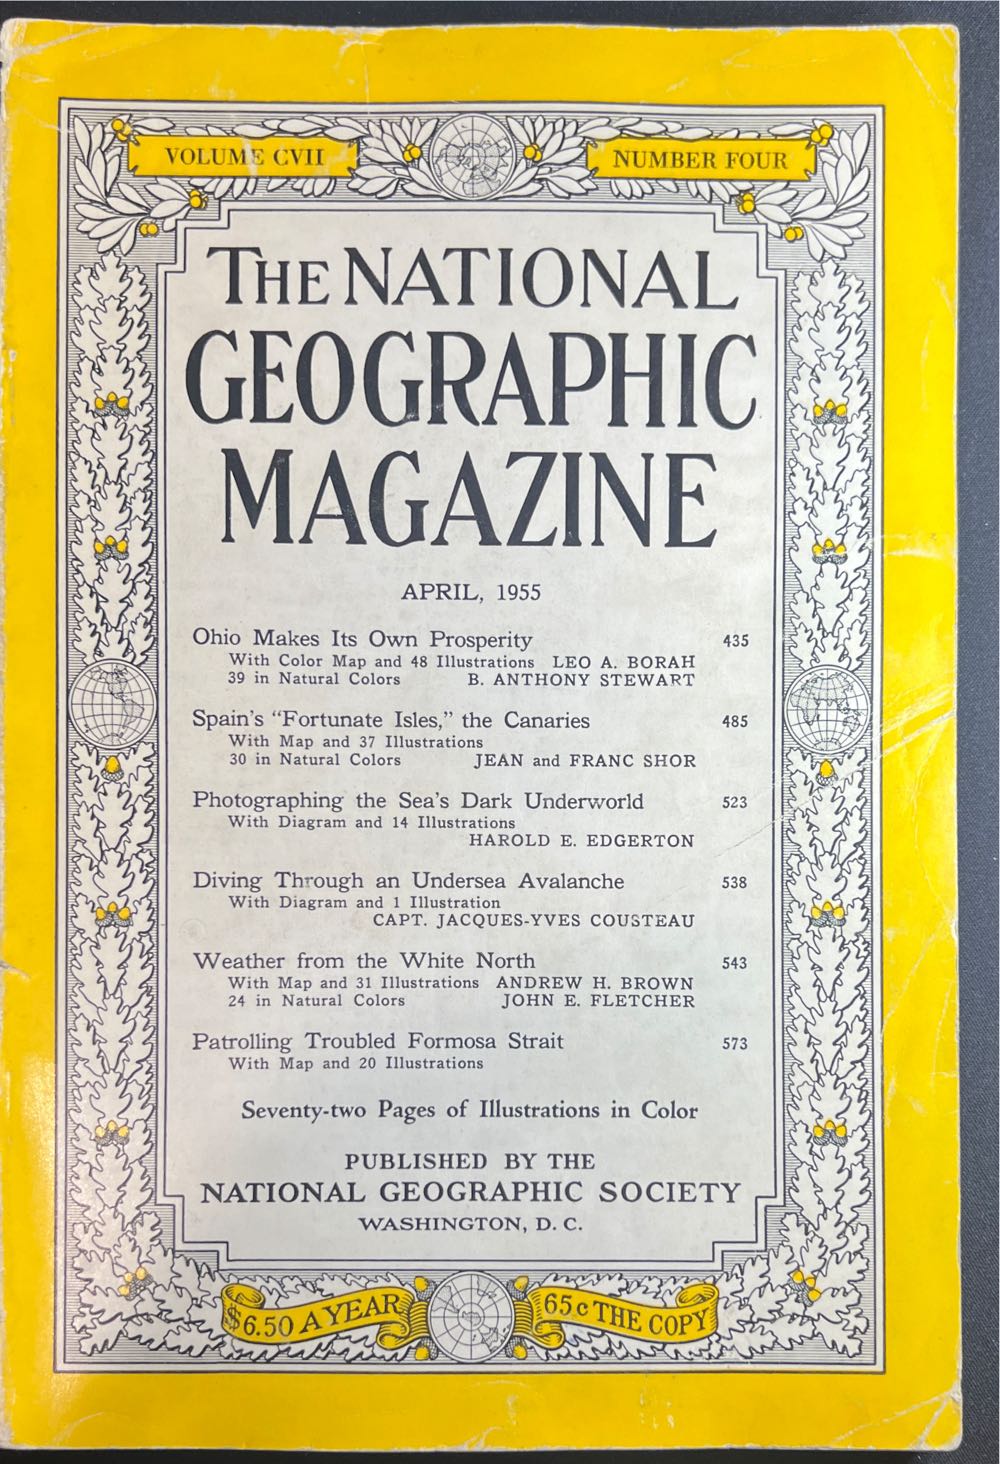 VOLUME CVII
NUMBER FOUR
THE NATIONAL
GEOGRAPHIC
MAGAZINE
APRIL, 1955
Ohio Makes Its Own Prosperity 435
With Color Map and 48 Illustrations LEO A. BORAH
39 in Natural Colors B. ANTHONY STEWART
Spain's "Fortunate Isles," the Canaries 485
With Map and 37 Illustrations
30 in Natural Colors JEAN and FRANC SHOR
Photographing the Sea's Dark Underworld 523
With Diagram and 14 Illustrations
HAROLD E. EDGERTON
Diving Through an Undersea Avalanche 538
With Diagram and 1 Illustration
CAPT. JACQUES-YVES COUSTEAU
Weather from the White North 543
With Map and 31 Illustrations ANDREW H. BROWN
24 in Natural Colors JOHN E. FLETCHER
Patrolling Troubled Formosa Strait 573
With Map and 20 Illustrations
Seventy-two Pages of Illustrations in Color
PUBLISHED BY THE
NATIONAL GEOGRAPHIC SOCIETY
WASHINGTON, D. C.
$6.50 A YEAR
65c THE COPY